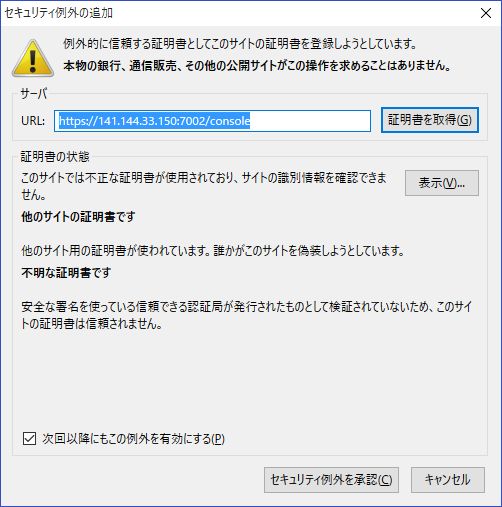 セキュリティ例外の追加
例外的に信頼する証明書としてこのサイトの証明書を登録しようとしています。
本物の銀行、通信販売、その他の公開サイトがこの操作を求めることはありません。
サーバ
URL: https://141.144.33.150:7002/console 証明書を取得(G)
証明書の状態
このサイトでは不正な証明書が使用されており、サイトの識別情報を確認できま
せん。
表示(V)...
他のサイトの証明書です
他のサイト用の証明書が使われています。誰かがこのサイトを偽装しようとしています。
不明な証明書です
安全な署名を使っている信頼できる認証局が発行されたものとして検証されていないため、このサイ
トの証明書は信頼されません。
次回以降にもこの例外を有効にする(P)
セキュリティ例外を承認(C) キャンセル